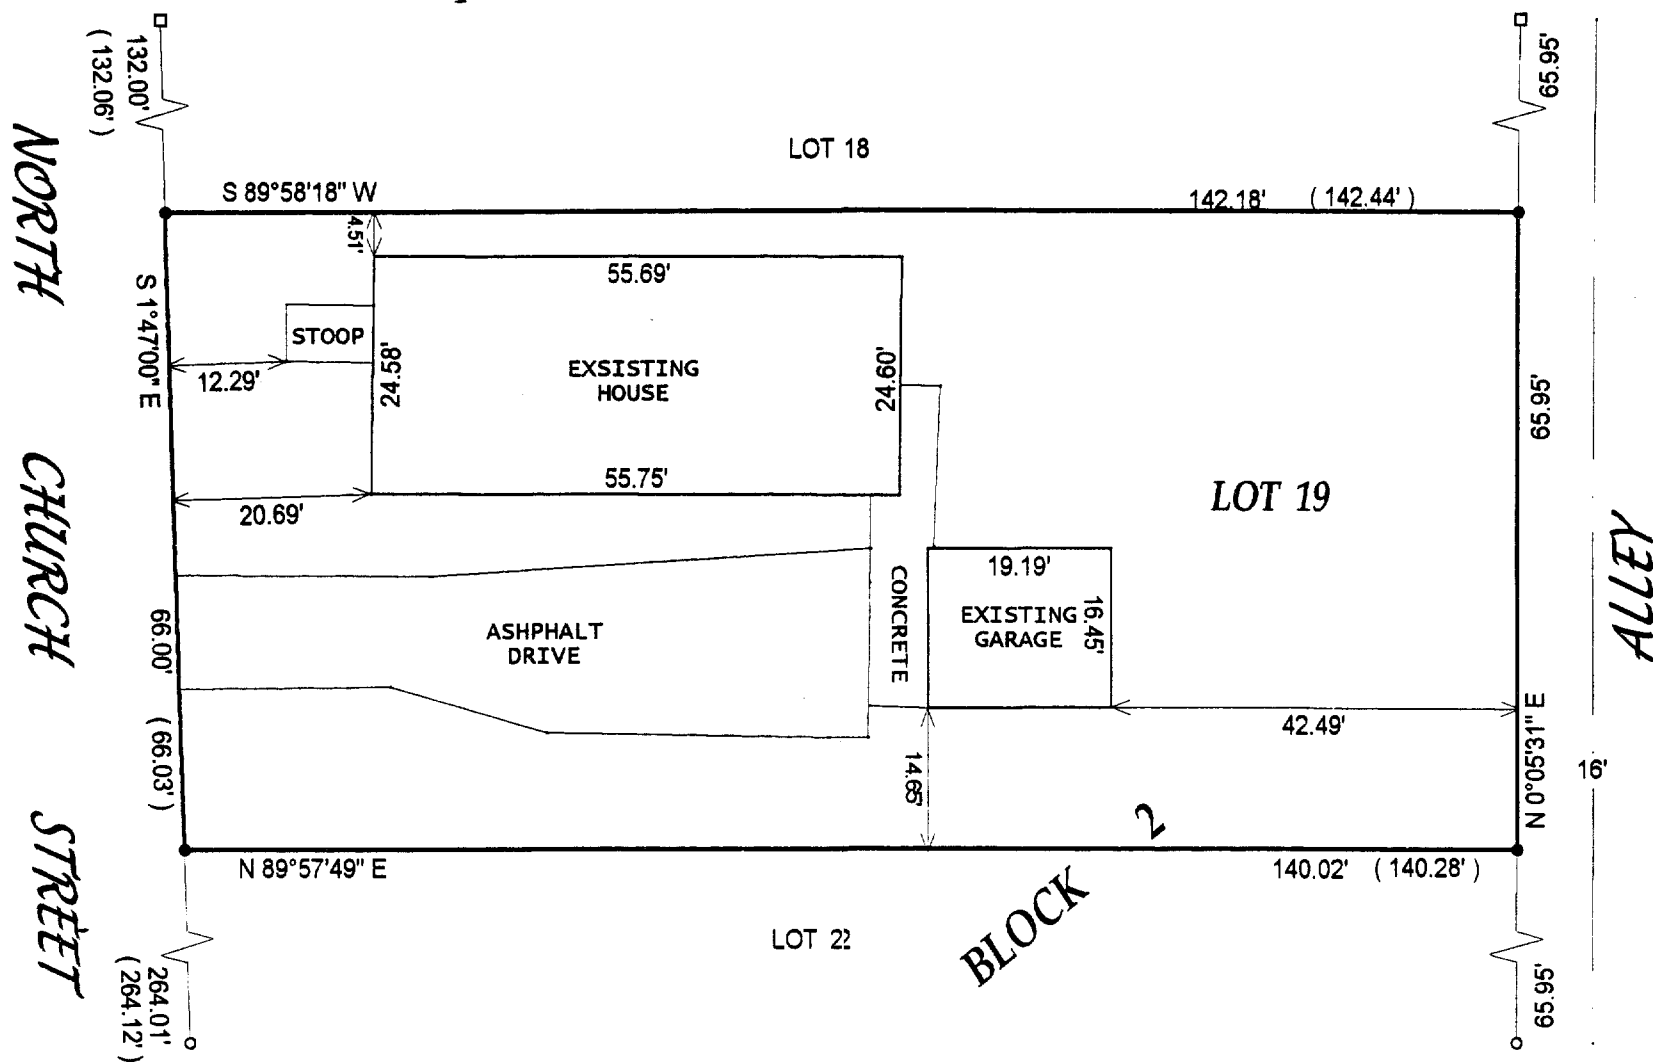 132.00'
( 132.06' )
65.95'
LOT 18
S 89°58'18" W
142.18' ( 142.44' )
4.51'
55.69'
NORTH
S 1°47'00" E
STOOP
12.29'
24.58'
EXSISTING
HOUSE
24.60'
65.95'
55.75'
20.69'
LOT 19
CHURCH
ALLEY
19.19'
CONCRETE
EXISTING
GARAGE
16.45'
ASHPHALT
DRIVE
66.00'
( 66.03' )
42.49'
N 0°05'31" E
16'
14.65'
2
BLOCK
STREET
N 89°57'49" E
140.02' ( 140.28' )
LOT 22
264.01'
( 264.12' )
65.95'